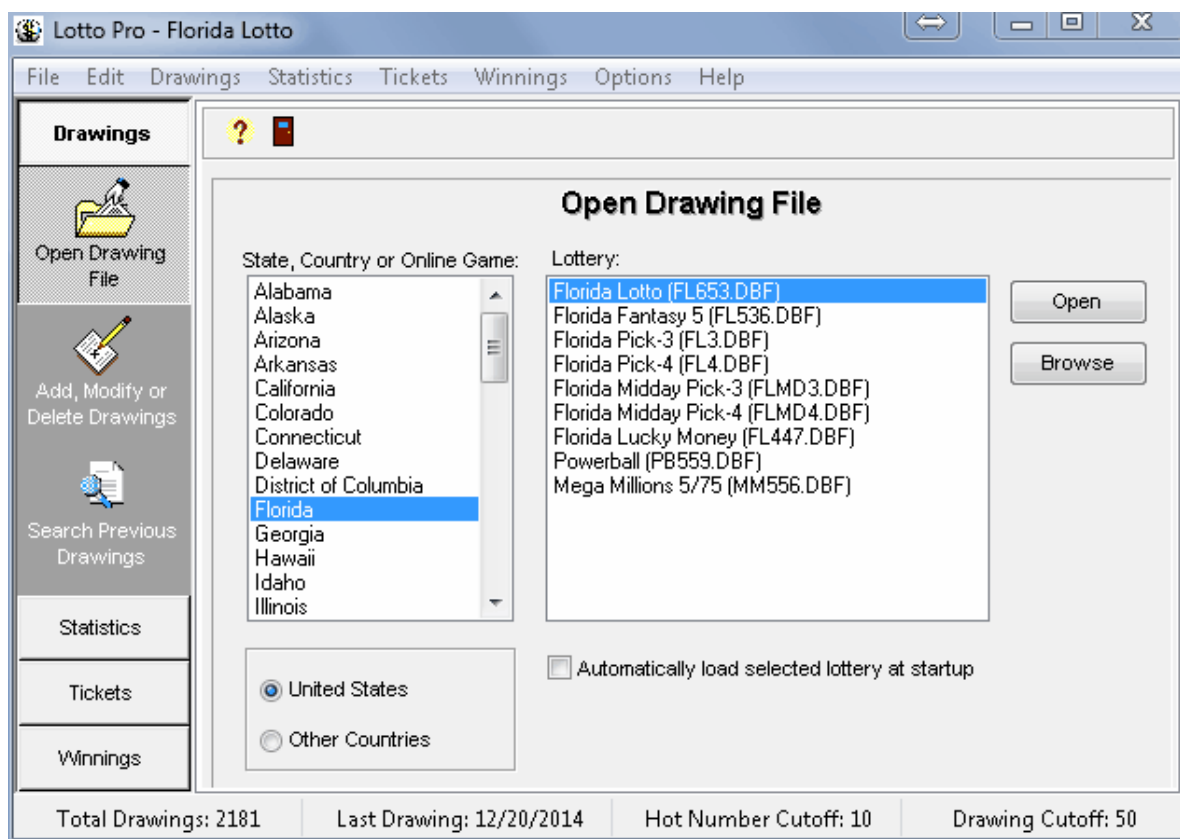 Lotto Pro - Florida Lotto
File Edit Drawings Statistics Tickets Winnings Options Help
Drawings
Open Drawing
File
Add, Modify or
Delete Drawings
Search Previous
Drawings
Statistics
Tickets
Winnings
Open Drawing File
State, Country or Online Game:
Alabama
Alaska
Arizona
Arkansas
California
Colorado
Connecticut
Delaware
District of Columbia
Florida
Georgia
Hawaii
Idaho
Illinois
United States
Other Countries
Lottery:
Florida Lotto (FL653.DBF)
Florida Fantasy 5 (FL536.DBF)
Florida Pick-3 (FL3.DBF)
Florida Pick-4 (FL4.DBF)
Florida Midday Pick-3 (FLMD3.DBF)
Florida Midday Pick-4 (FLMD4.DBF)
Florida Lucky Money (FL447.DBF)
Powerball (PB559.DBF)
Mega Millions 5/75 (MM556.DBF)
Automatically load selected lottery at startup
Open
Browse
Total Drawings: 2181 Last Drawing: 12/20/2014 Hot Number Cutoff: 10 Drawing Cutoff: 50